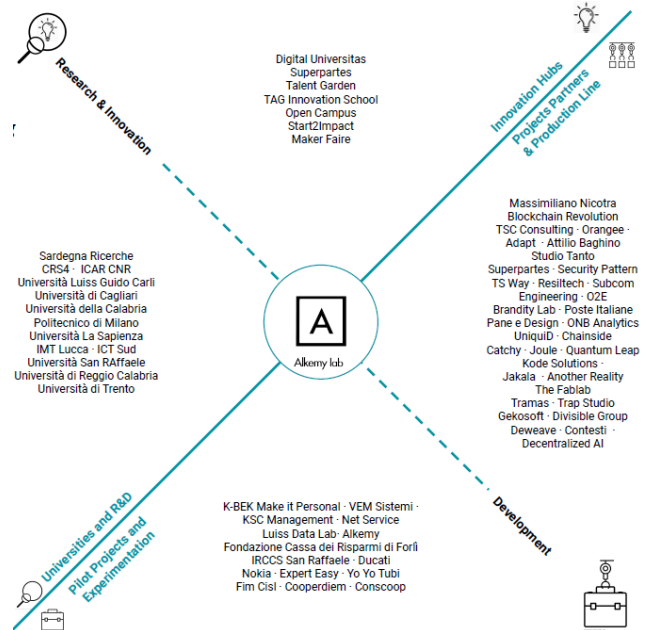 Research & Innovation
Digital Universitas
Superpartes
Talent Garden
TAG Innovation School
Open Campus
Start2Impact
Maker Faire
Innovation Hubs
Projects Partners
& Production Line
Sardegna Ricerche
CRS4 · ICAR CNR
Università Luiss Guido Carli
Università di Cagliari
Università della Calabria
Politecnico di Milano
Università La Sapienza
IMT Lucca · ICT Sud
Università San RAffaele
Università di Reggio Calabria
Università di Trento
A
Alkemy lab
Massimiliano Nicotra
Blockchain Revolution
TSC Consulting · Orangee ·
Adapt · Attilio Baghino
Studio Tanto
Superpartes · Security Pattern
TS Way · Resiltech · Subcom
Engineering · O2E
Brandity Lab · Poste Italiane
Pane e Design · ONB Analytics
UniquiD · Chainside
Catchy · Joule · Quantum Leap
Kode Solutions ·
Jakala · Another Reality
The Fablab
Tramas · Trap Studio
Gekosoft · Divisible Group
Deweave · Contesti ·
Decentralized AI
Universities and R&D
Pilot Projects and
Experimentation
K-BEK Make it Personal · VEM Sistemi ·
KSC Management · Net Service
Luiss Data Lab· Alkemy
Fondazione Cassa dei Risparmi di Forlì
IRCCS San Raffaele · Ducati
Nokia · Expert Easy · Yo Yo Tubi
Fim Cisl · Cooperdiem · Conscoop
Development